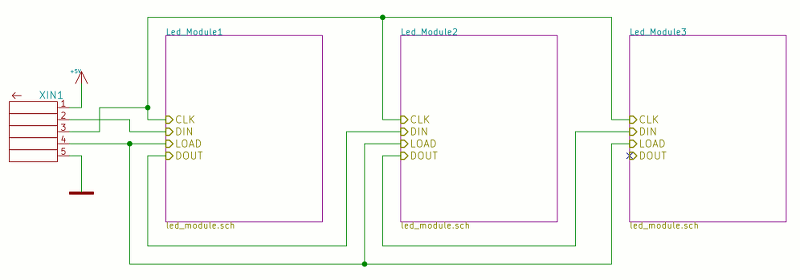 Led_Module1
Led_Module2
Led_Module3
+5V
XIN1
1
2
3
4
5
CLK
DIN
LOAD
DOUT
CLK
DIN
LOAD
DOUT
CLK
DIN
LOAD
DOUT
led_module.sch
led_module.sch
led_module.sch